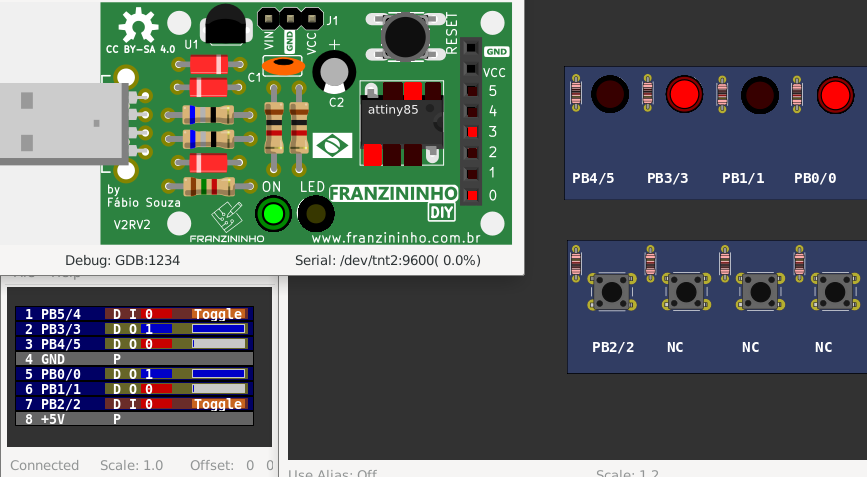 CC BY-SA 4.0
U1
VIN
GND
VCC
J1
RESET
GND
VCC
5
4
3
2
1
0
C1
C2
+
attiny85
ON LED
FRANZININHO
DIY
by
Fábio Souza
V2RV2
FRANZININHO
www.franzininho.com.br
Debug: GDB:1234
Serial: /dev/tnt2:9600( 0.0%)
1 PB5/4 D I 0 Toggle
2 PB3/3 D O 1
3 PB4/5 D O 0
4 GND P
5 PB0/0 D O 1
6 PB1/1 D O 0
7 PB2/2 D I 0 Toggle
8 +5V P
Connected Scale: 1.0 Offset: 0 0
PB4/5 PB3/3 PB1/1 PB0/0
PB2/2 NC NC NC
Use Alias: Off Scale: 1.2